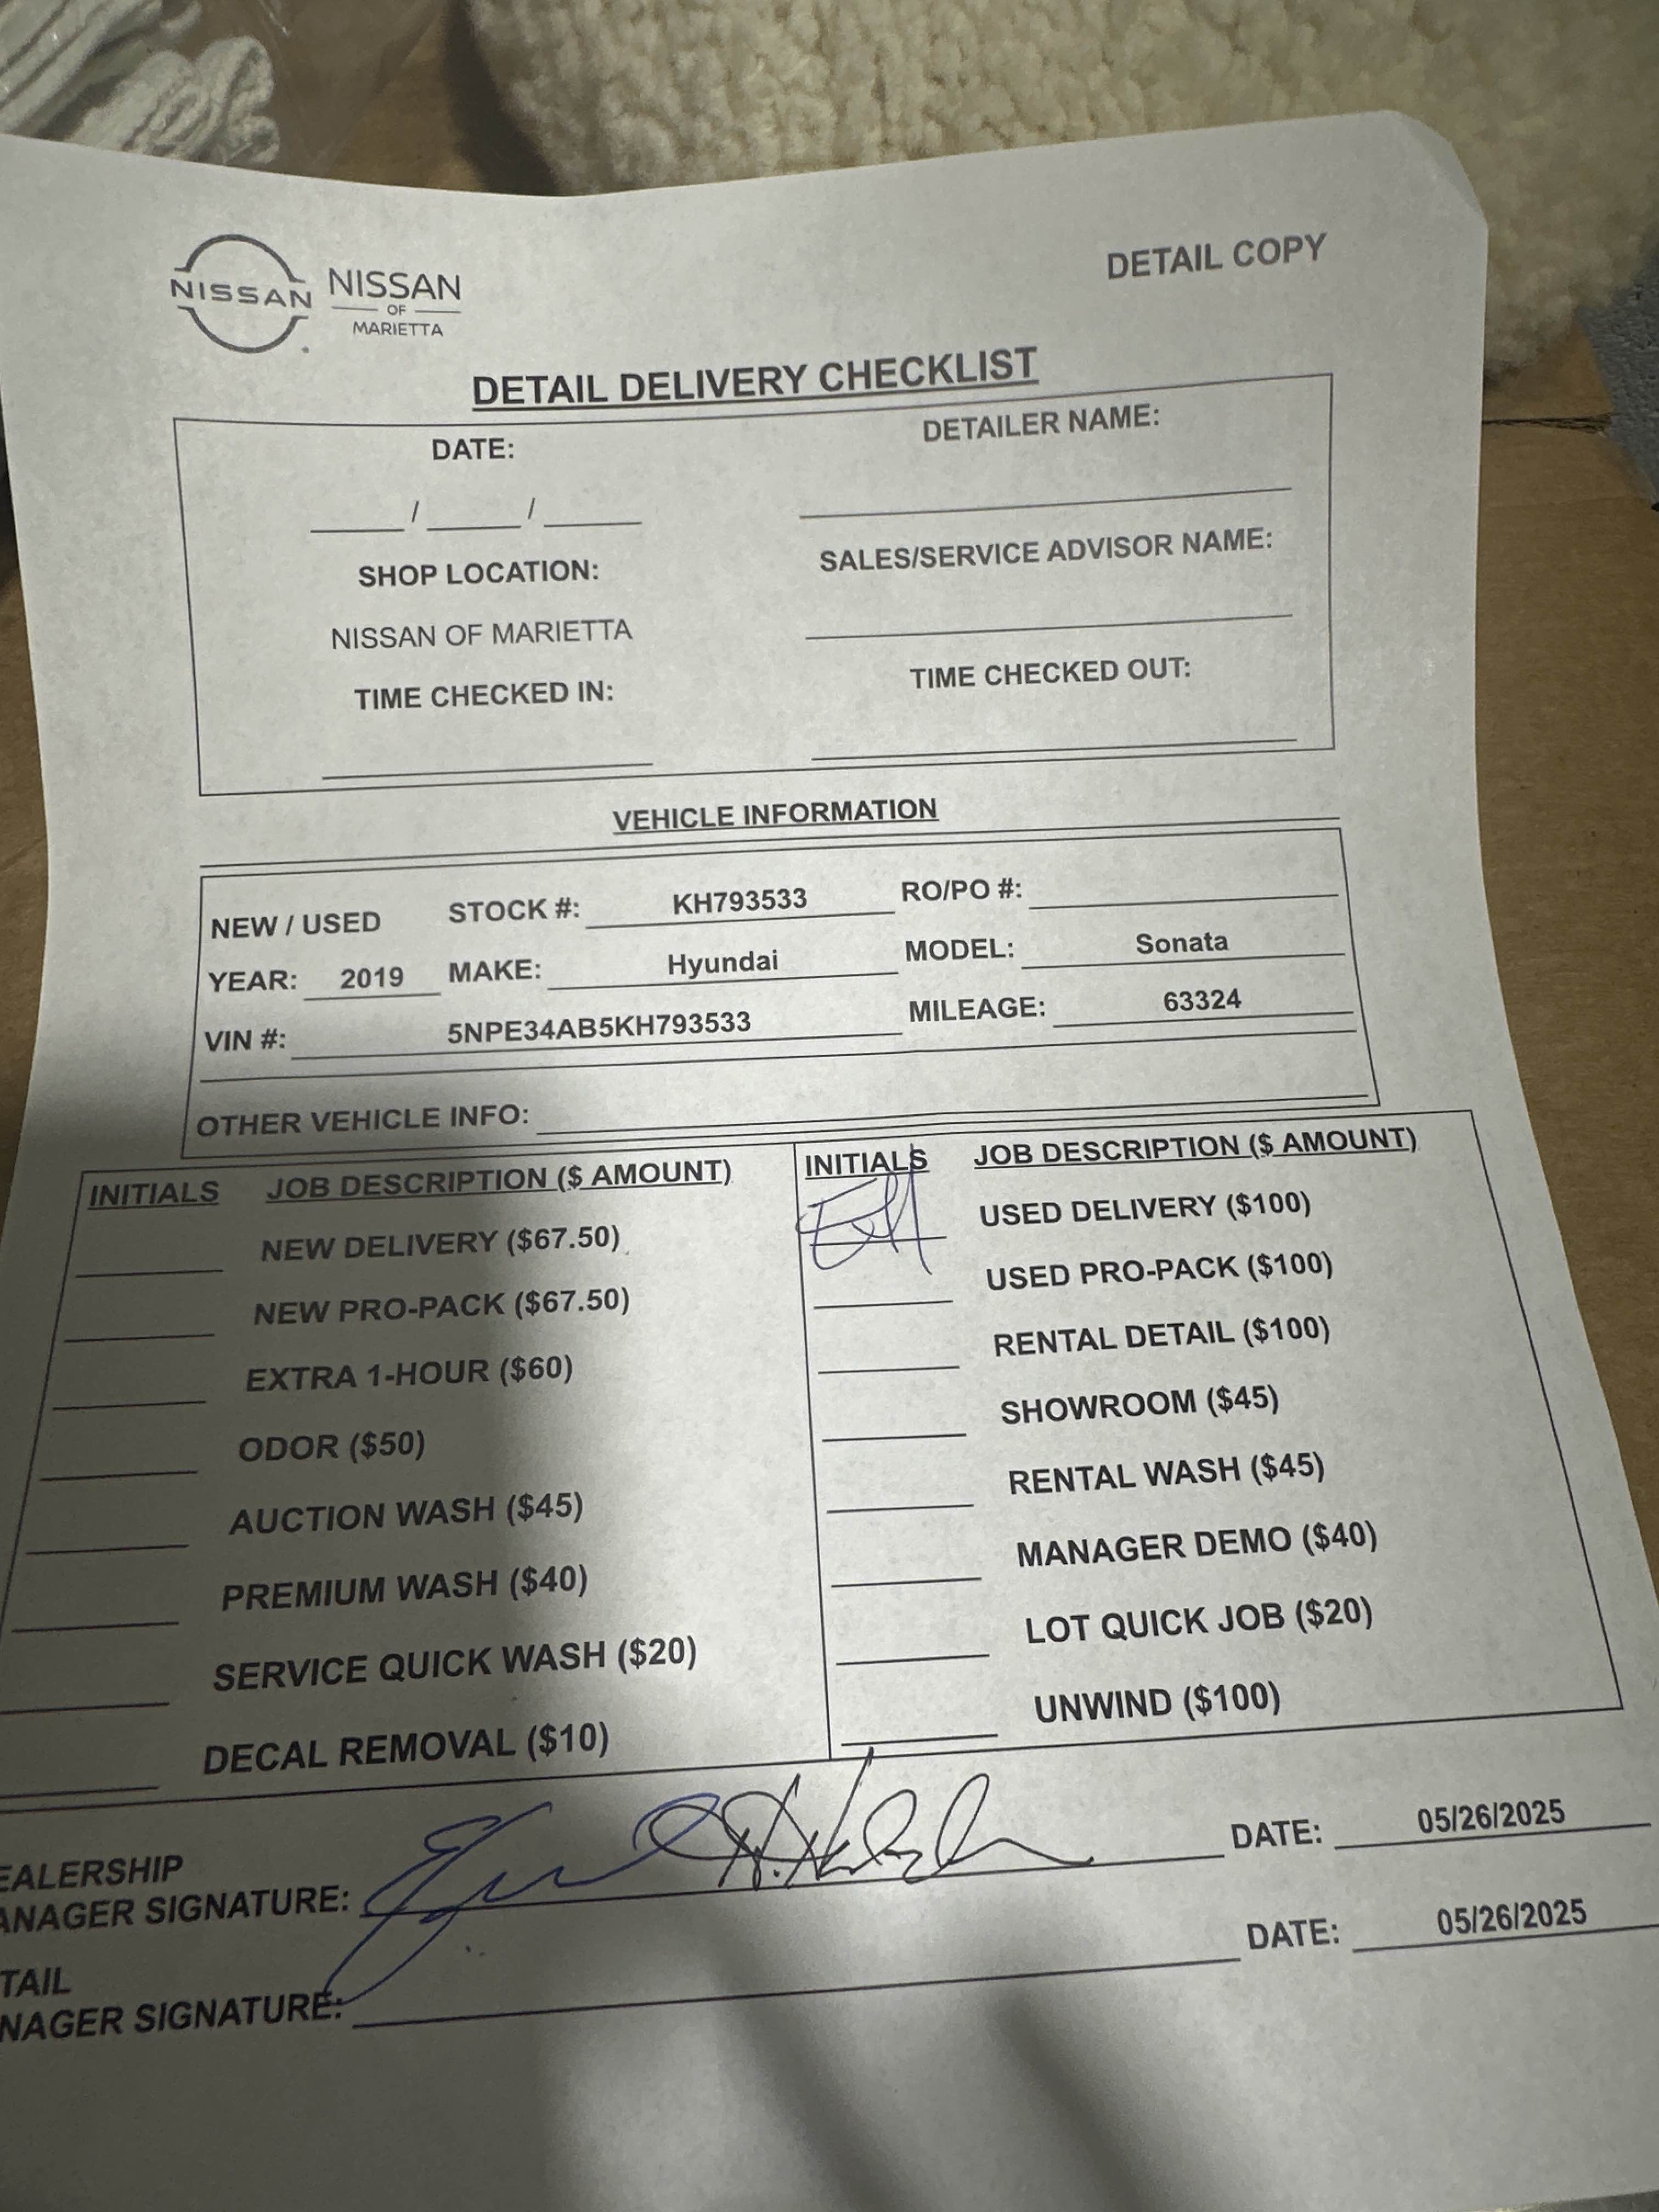 NISSAN
NISSAN
OF
MARIETTA
DETAIL COPY
DETAIL DELIVERY CHECKLIST
DATE:
DETAILER NAME:
/ /
SHOP LOCATION:
SALES/SERVICE ADVISOR NAME:
NISSAN OF MARIETTA
TIME CHECKED IN:
TIME CHECKED OUT:
VEHICLE INFORMATION
NEW / USED STOCK #: KH793533 RO/PO #:
YEAR: 2019 MAKE: Hyundai MODEL: Sonata
VIN #: 5NPE34AB5KH793533 MILEAGE: 63324
OTHER VEHICLE INFO:
INITIALS JOB DESCRIPTION ($ AMOUNT)
NEW DELIVERY ($67.50)
NEW PRO-PACK ($67.50)
EXTRA 1-HOUR ($60)
ODOR ($50)
AUCTION WASH ($45)
PREMIUM WASH ($40)
SERVICE QUICK WASH ($20)
DECAL REMOVAL ($10)
INITIALS JOB DESCRIPTION ($ AMOUNT)
USED DELIVERY ($100)
USED PRO-PACK ($100)
RENTAL DETAIL ($100)
SHOWROOM ($45)
RENTAL WASH ($45)
MANAGER DEMO ($40)
LOT QUICK JOB ($20)
UNWIND ($100)
EALERSHIP
ANAGER SIGNATURE: DATE: 05/26/2025
TAIL
NAGER SIGNATURE: DATE: 05/26/2025